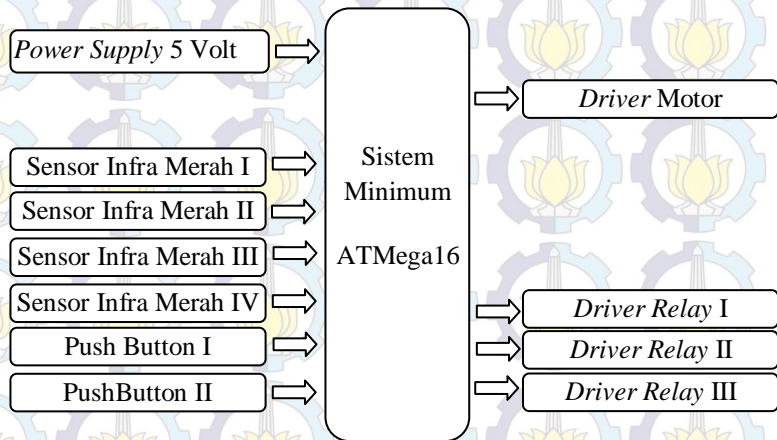 Power Supply 5 Volt
Sensor Infra Merah I
Sensor Infra Merah II
Sensor Infra Merah III
Sensor Infra Merah IV
Push Button I
PushButton II
Sistem
Minimum
ATMega16
Driver Motor
Driver Relay I
Driver Relay II
Driver Relay III